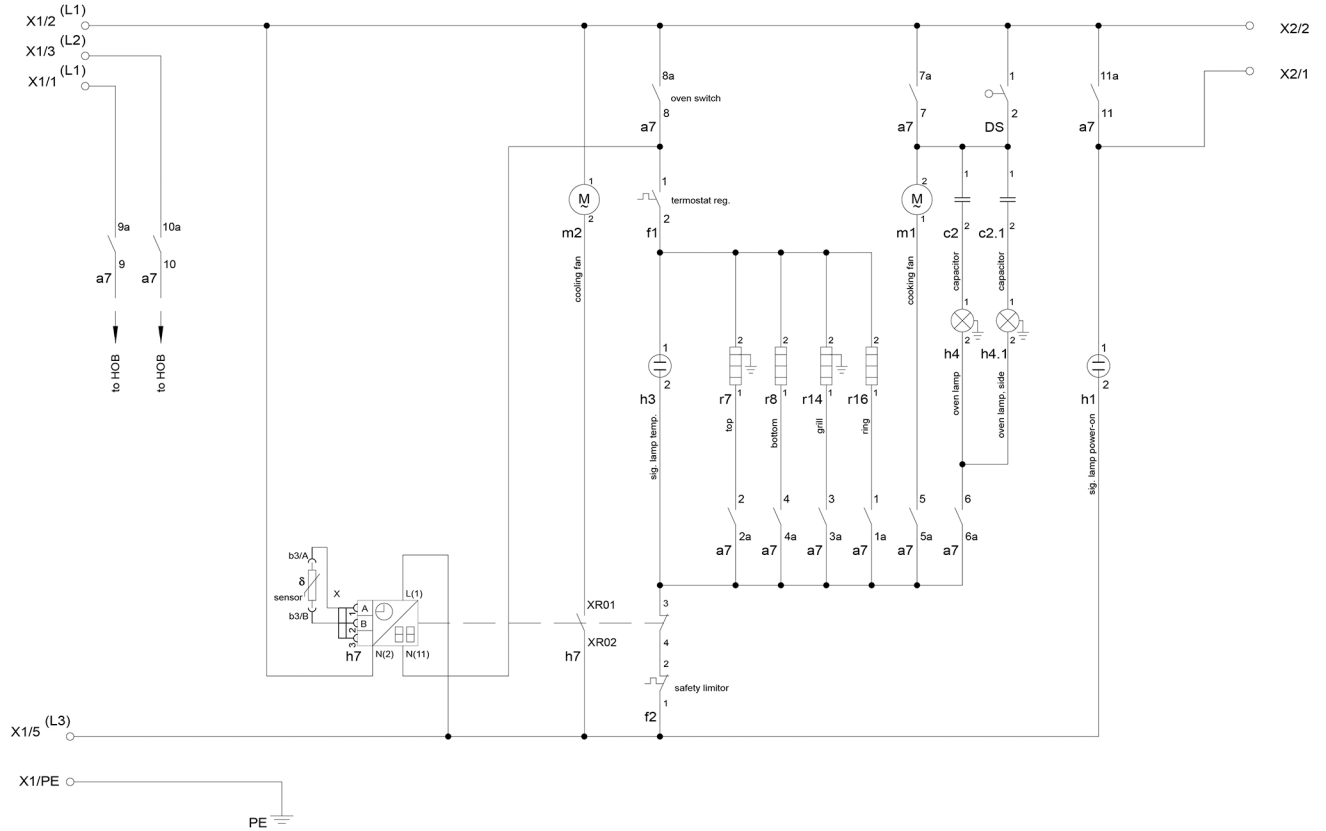 X1/2 (L1)
X1/3 (L2)
X1/1 (L1)
X2/2
X2/1
8a
oven switch
8
a7
7a
7
a7
1
2
DS
11a
11
a7
9a
9
a7
10a
10
a7
to HOB
to HOB
1
M
~
2
m2
cooling fan
1
termostat reg.
2
f1
2
M
~
1
m1
cooking fan
1
c2 2
capacitor
1
c2.1 2
capacitor
1
2
h4
oven lamp
1
2
h4.1
oven lamp, side
1
2
h3
sig. lamp temp.
2
r7 1
top
2
r8 1
bottom
2
r14 1
grill
2
r16 1
ring
1
2
h1
sig. lamp power-on
2
2a
a7
4
4a
a7
3
3a
a7
1
1a
a7
5
5a
a7
6
6a
a7
b3/A
δ
sensor
b3/B
X
1 A
2 B
3
h7
L(1)
N(2)
N(11)
XR01
XR02
h7
3
4
2
safety limitor
1
f2
X1/5 (L3)
X1/PE
PE